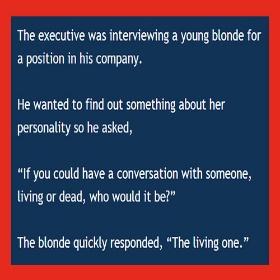 The executive was interviewing a young blonde for
a position in his company.
He wanted to find out something about her
personality so he asked,
“If you could have a conversation with someone,
living or dead, who would it be?”
The blonde quickly responded, “The living one.”